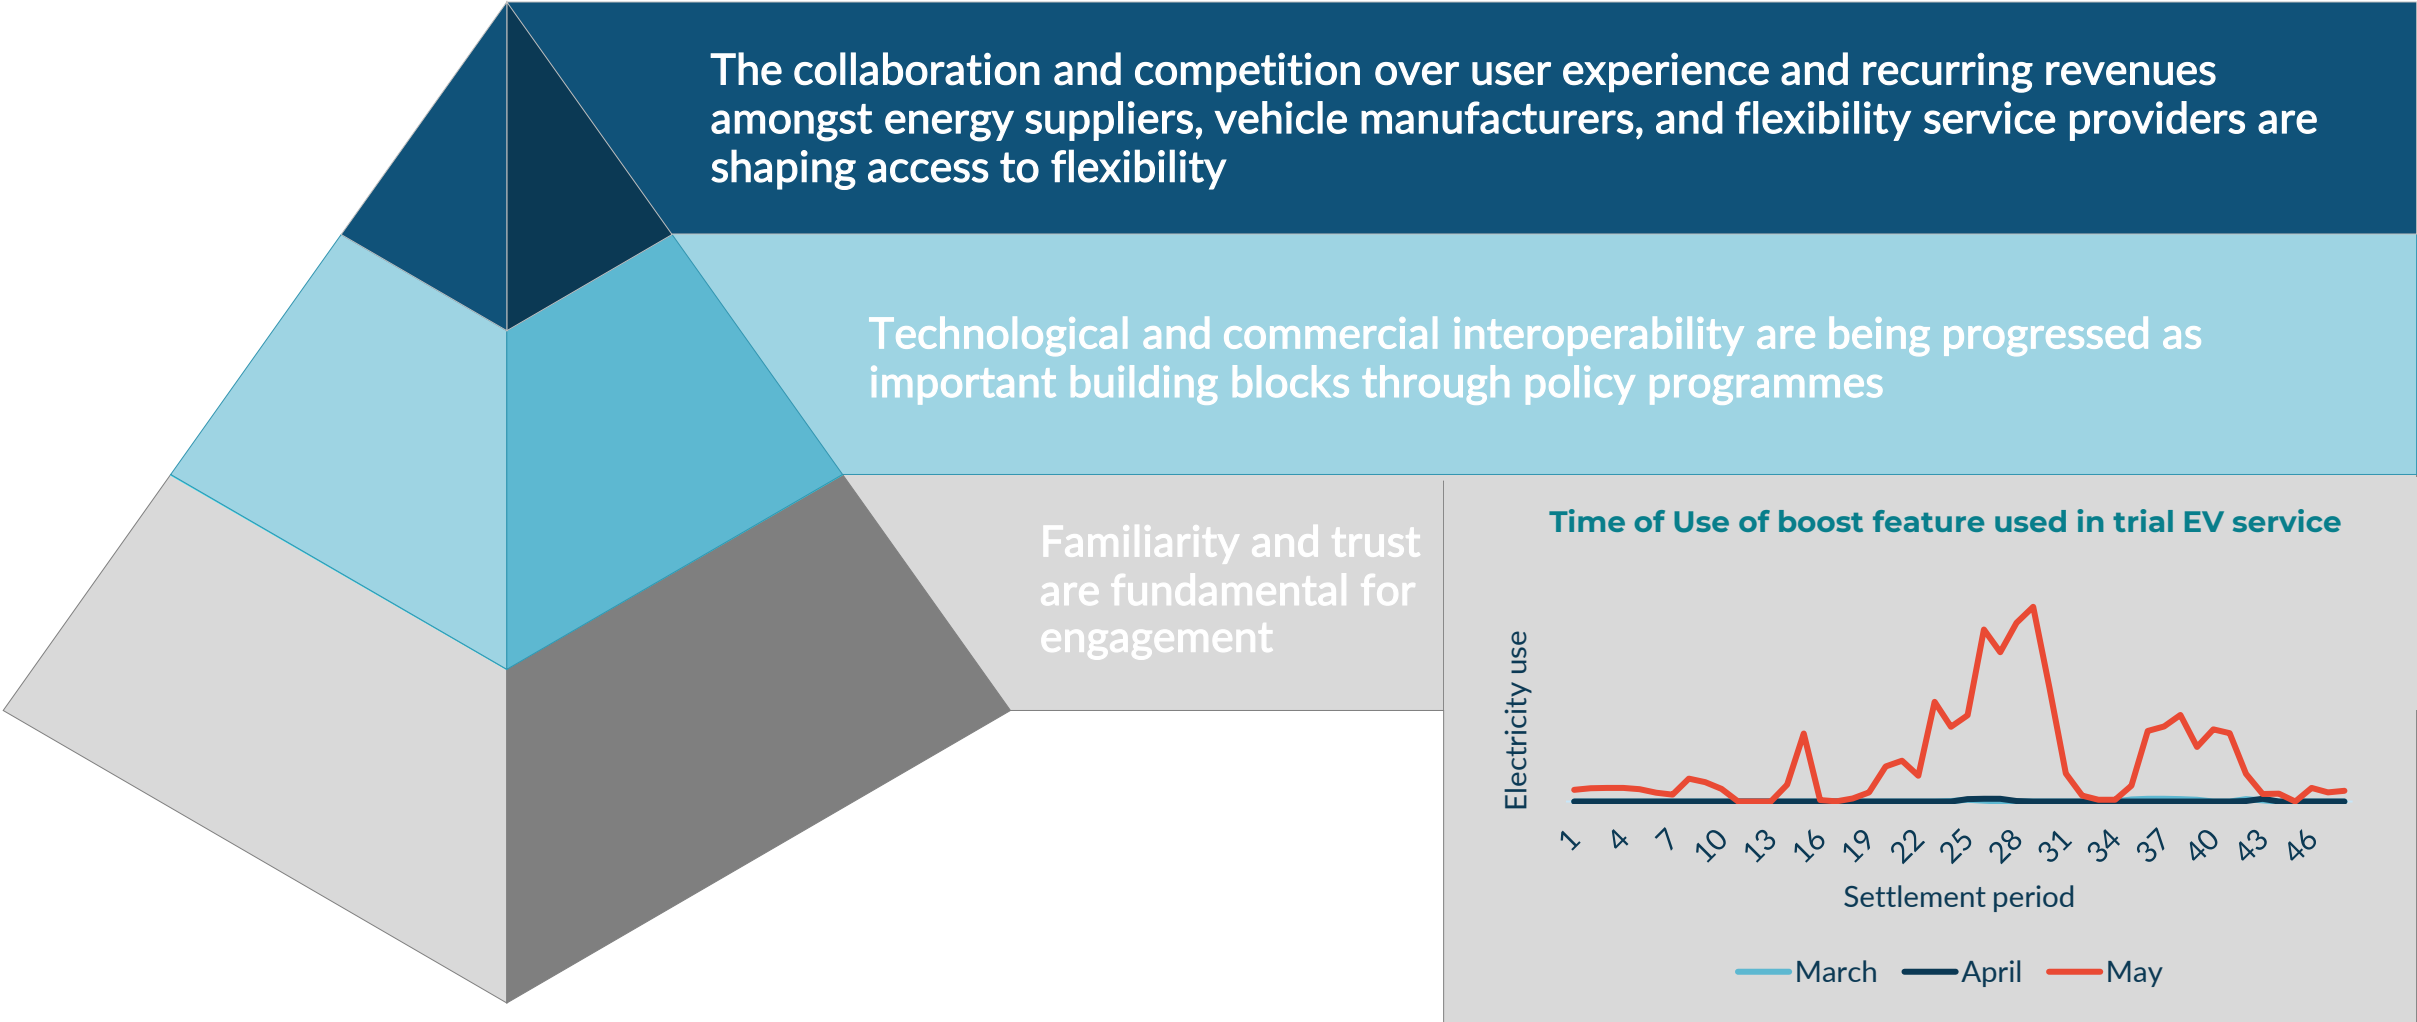 The collaboration and competition over user experience and recurring revenues
amongst energy suppliers, vehicle manufacturers, and flexibility service providers are
shaping access to flexibility
Technological and commercial interoperability are being progressed as
important building blocks through policy programmes
Familiarity and trust
are fundamental for
engagement
Time of Use of boost feature used in trial EV service
Electricity use
1 4 7 10 13 16 19 22 25 28 31 34 37 40 43 46
Settlement period
March April May